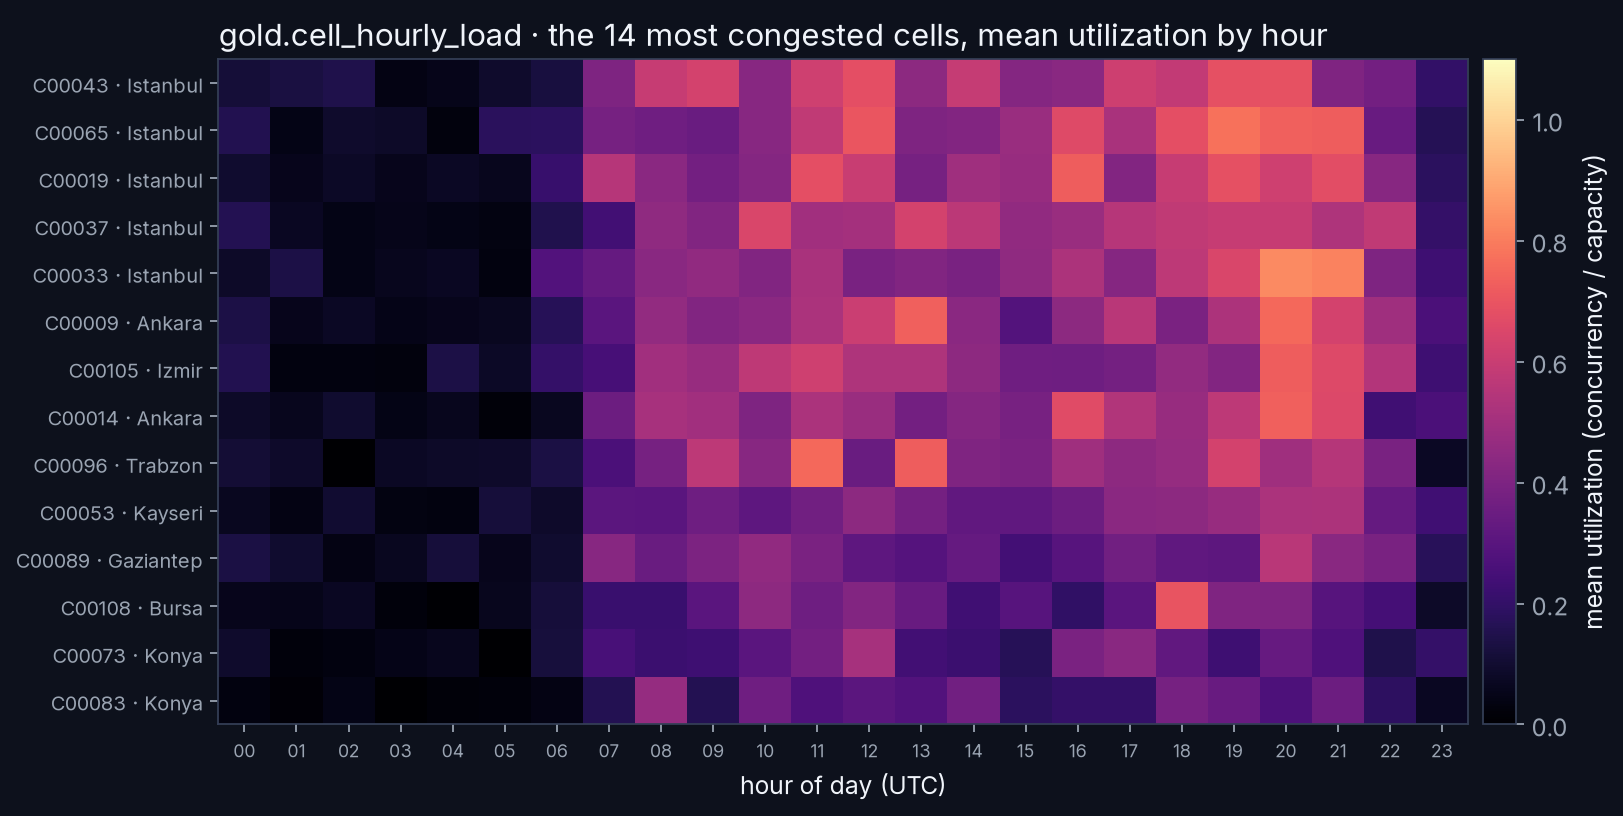 gold.cell_hourly_load · the 14 most congested cells, mean utilization by hour
C00043 · Istanbul
C00065 · Istanbul
C00019 · Istanbul
C00037 · Istanbul
C00033 · Istanbul
C00009 · Ankara
C00105 · Izmir
C00014 · Ankara
C00096 · Trabzon
C00053 · Kayseri
C00089 · Gaziantep
C00108 · Bursa
C00073 · Konya
C00083 · Konya
00 01 02 03 04 05 06 07 08 09 10 11 12 13 14 15 16 17 18 19 20 21 22 23
hour of day (UTC)
1.0
0.8
0.6
0.4
0.2
0.0
mean utilization (concurrency / capacity)